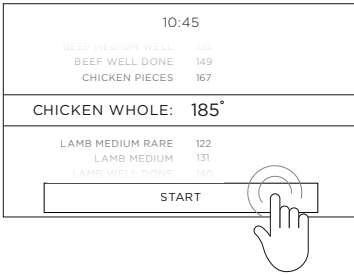 10:45
BEEF MEDIUM WELL
BEEF WELL DONE 149
CHICKEN PIECES 167
CHICKEN WHOLE: 185°
LAMB MEDIUM RARE 122
LAMB MEDIUM 131
LAMB WELL DONE 140
START